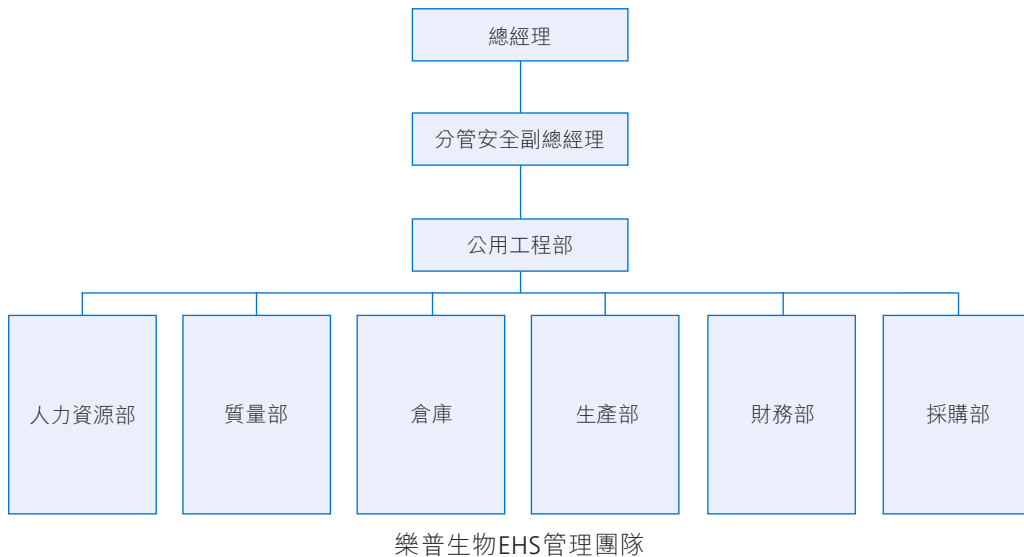 總經理
分管安全副總經理
公用工程部
人力資源部
質量部
倉庫
生產部
財務部
採購部
樂普生物EHS管理團隊